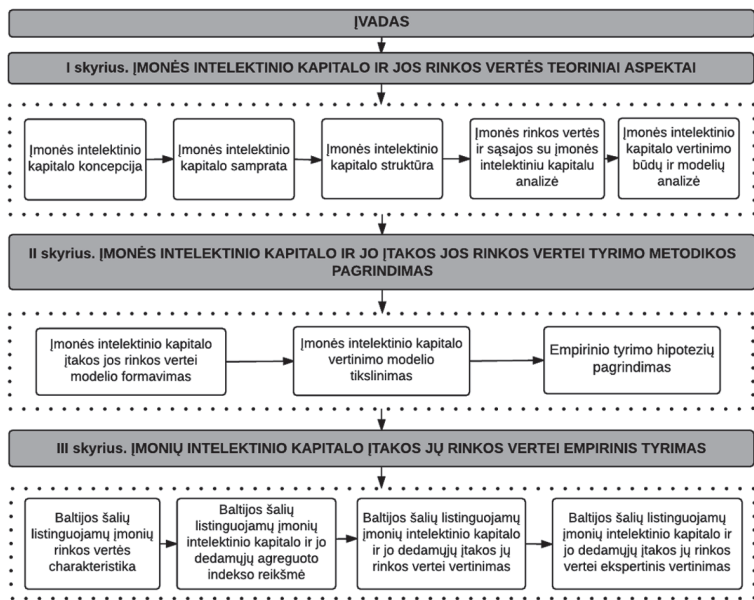 ĮVADAS
I skyrius. ĮMONĖS INTELEKTINIO KAPITALO IR JOS RINKOS VERTĖS TEORINIAI ASPEKTAI
Įmonės intelektinio
kapitalo koncepcija
Įmonės intelektinio
kapitalo samprata
Įmonės intelektinio
kapitalo struktūra
Įmonės rinkos vertės
ir sąsajos su įmonės
intelektiniu kapitalu
analizė
Įmonės intelektinio
kapitalo vertinimo
būdų ir modelių
analizė
II skyrius. ĮMONĖS INTELEKTINIO KAPITALO IR JO ĮTAKOS JOS RINKOS VERTEI TYRIMO METODIKOS
PAGRINDIMAS
Įmonės intelektinio kapitalo
įtakos jos rinkos vertei
modelio formavimas
Įmonės intelektinio kapitalo
vertinimo modelio
tikslinimas
Empirinio tyrimo hipotezių
pagrindimas
III skyrius. ĮMONIŲ INTELEKTINIO KAPITALO ĮTAKOS JŲ RINKOS VERTEI EMPIRINIS TYRIMAS
Baltijos šalių
listinguojamų įmonių
rinkos vertės
charakteristika
Baltijos šalių
listinguojamų įmonių
intelektinio kapitalo ir jo
dedamųjų agreguoto
indekso reikšmė
Baltijos šalių listinguojamų
įmonių intelektinio kapitalo
ir jo dedamųjų įtakos jų
rinkos vertei vertinimas
Baltijos šalių listinguojamų
įmonių intelektinio kapitalo ir
jo dedamųjų įtakos jų rinkos
vertei ekspertinis vertinimas